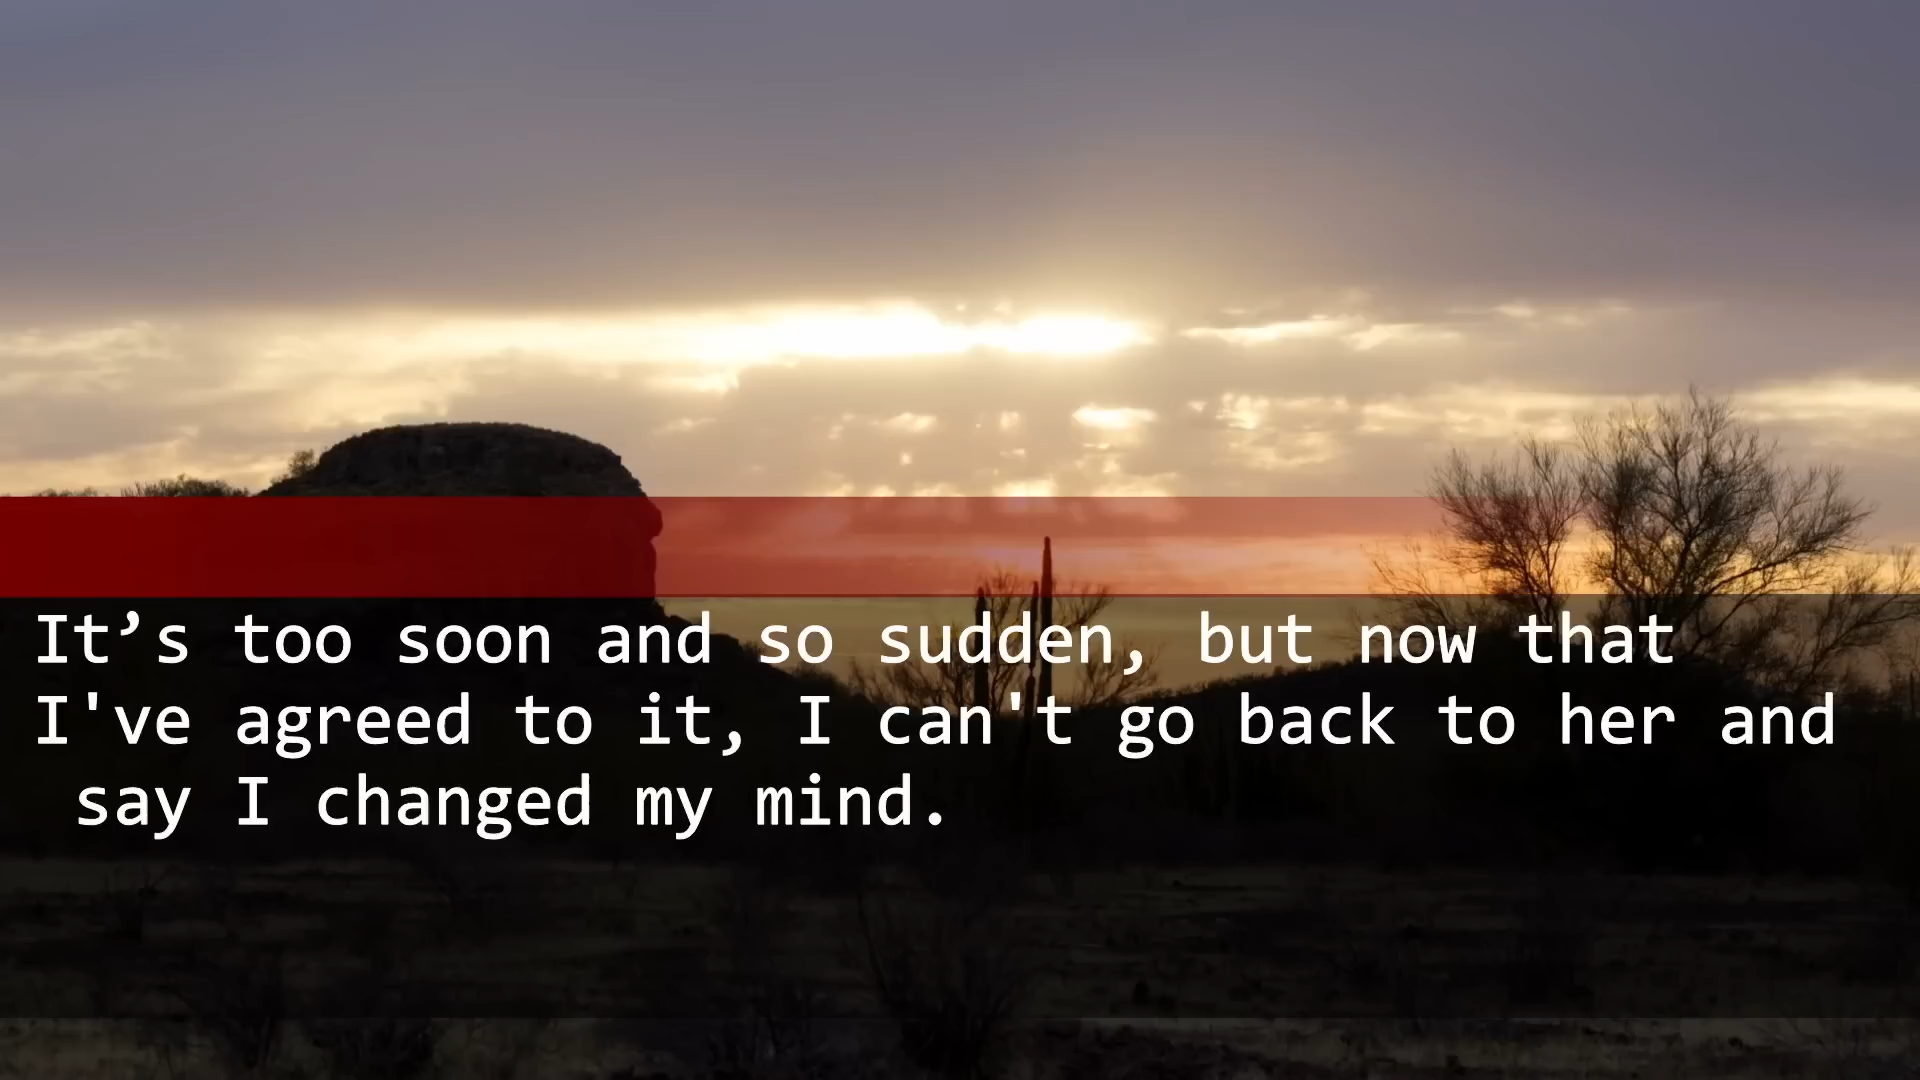 It’s too soon and so sudden, but now that
I've agreed to it, I can't go back to her and
say I changed my mind.